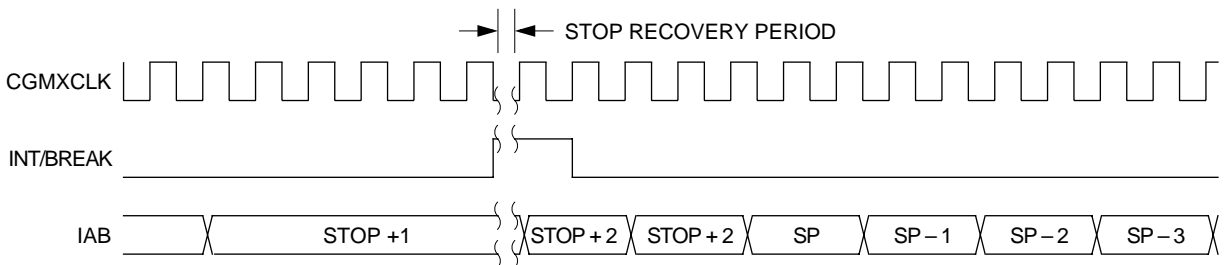 STOP RECOVERY PERIOD
CGMXCLK
INT/BREAK
IAB STOP +1 STOP + 2 STOP + 2 SP SP – 1 SP – 2 SP – 3